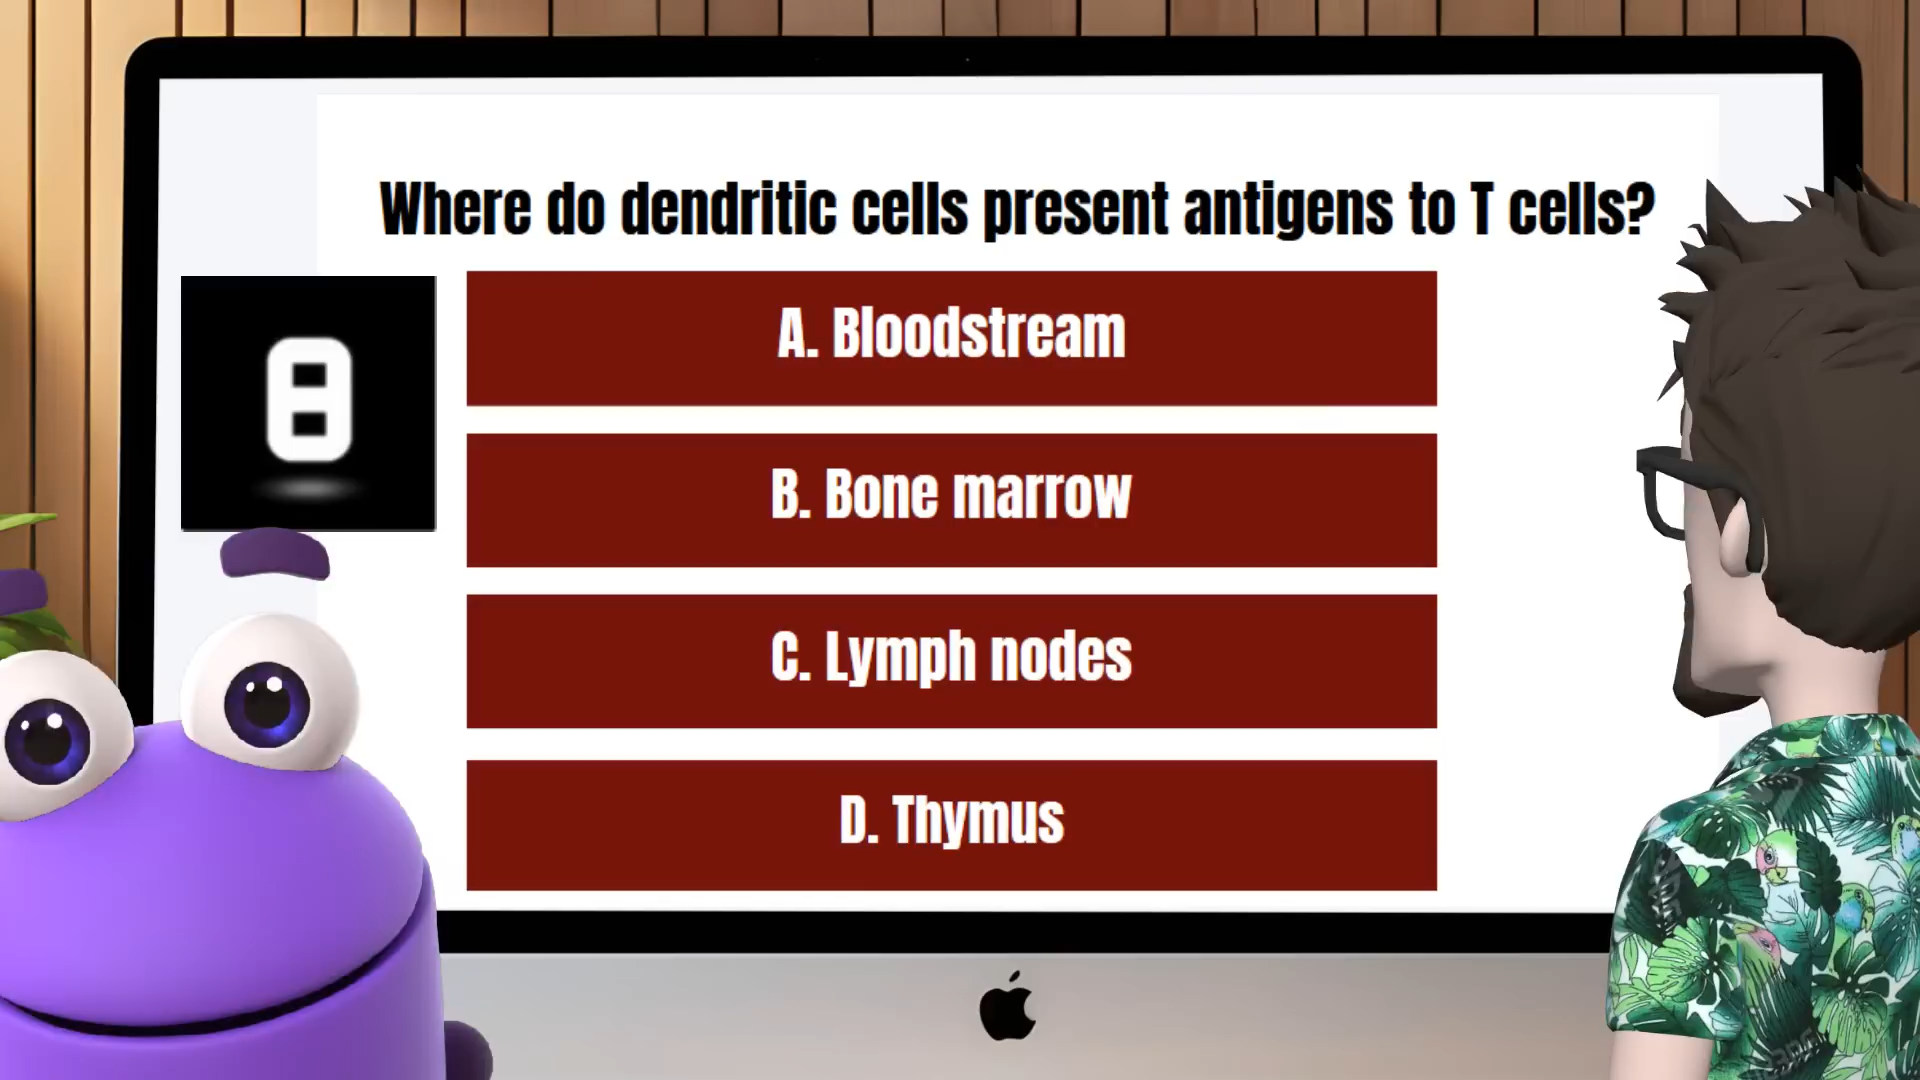 Where do dendritic cells present antigens to T cells?
8
A. Bloodstream
B. Bone marrow
C. Lymph nodes
D. Thymus